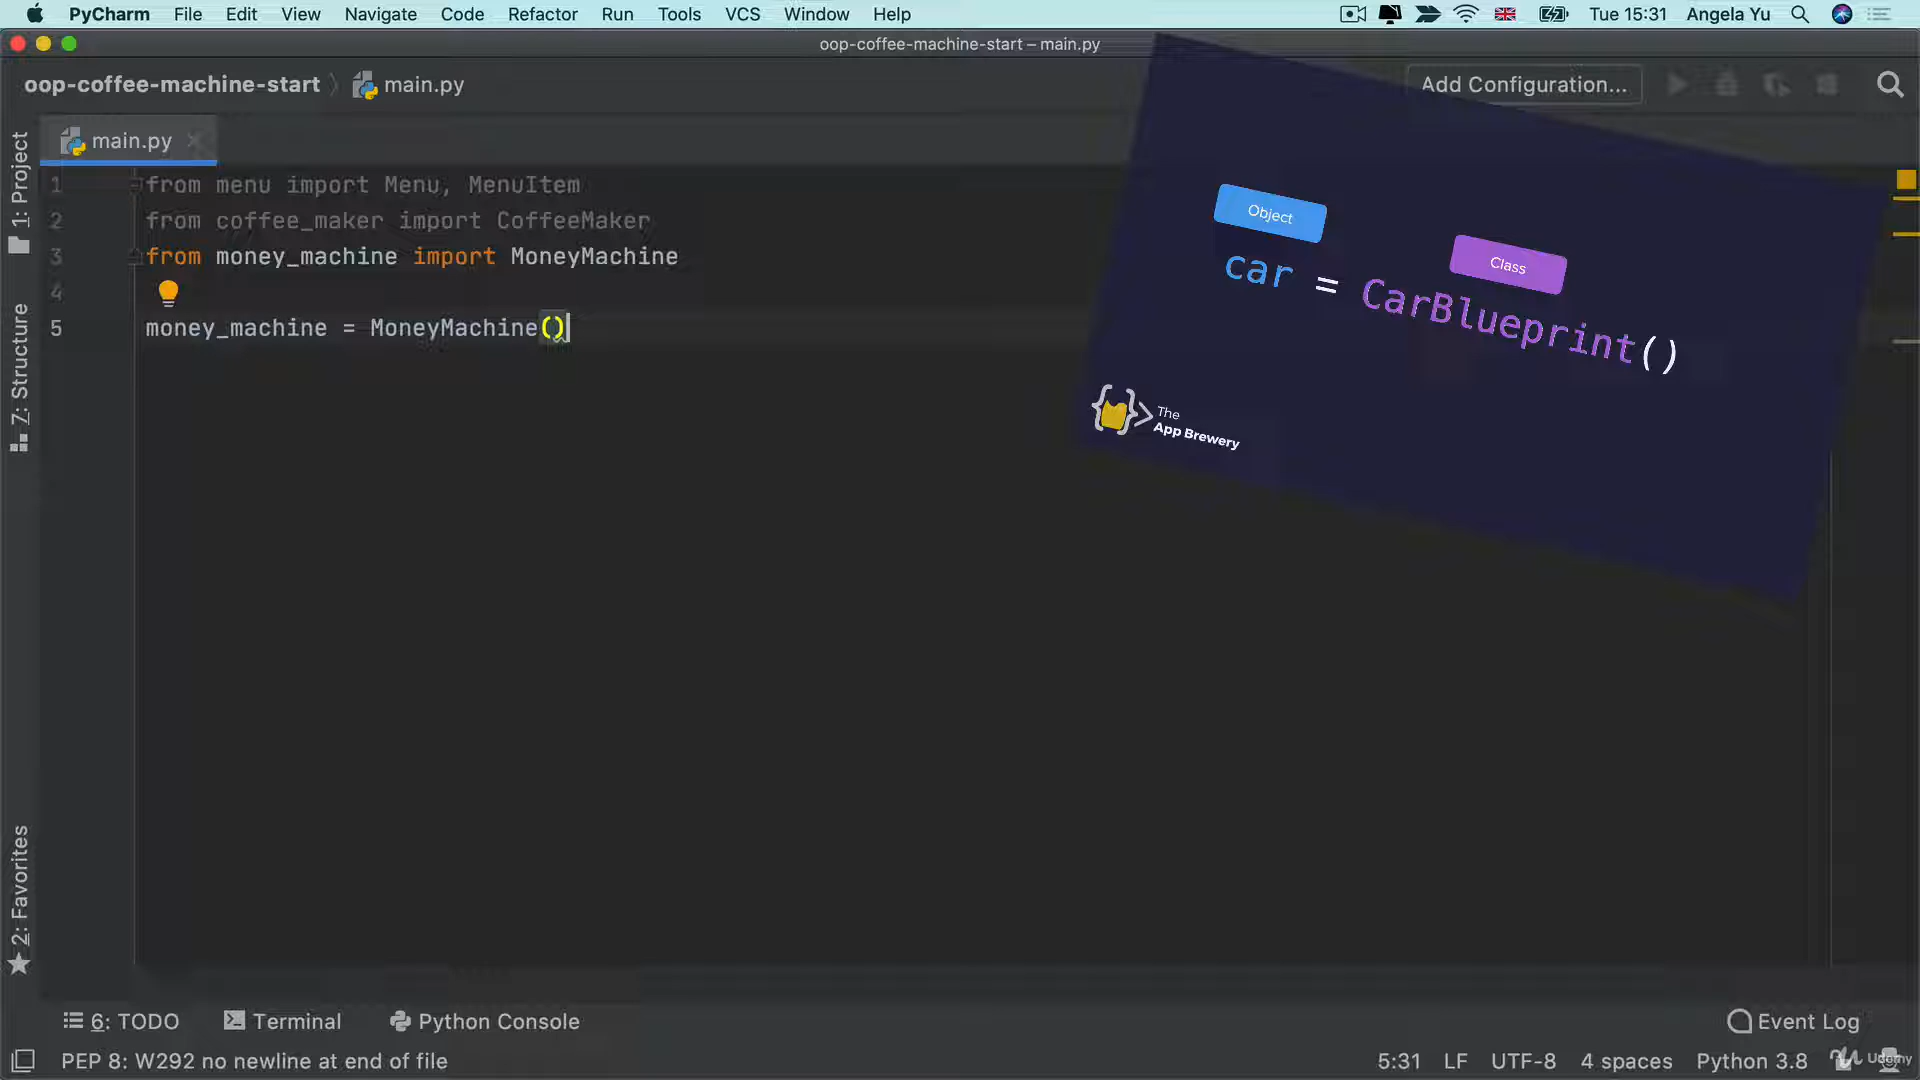 PyCharm File Edit View Navigate Code Refactor Run Tools VCS Window Help Tue 15:31 Angela Yu
oop-coffee-machine-start – main.py
oop-coffee-machine-start main.py Add Configuration...
main.py
1: Project
7: Structure
2: Favorites
1 from menu import Menu, MenuItem
2 from coffee_maker import CoffeeMaker
3 from money_machine import MoneyMachine
4
5 money_machine = MoneyMachine()
Object
Class
car = CarBlueprint()
The
App Brewery
6: TODO Terminal Python Console Event Log
PEP 8: W292 no newline at end of file 5:31 LF UTF-8 4 spaces Python 3.8
Udemy